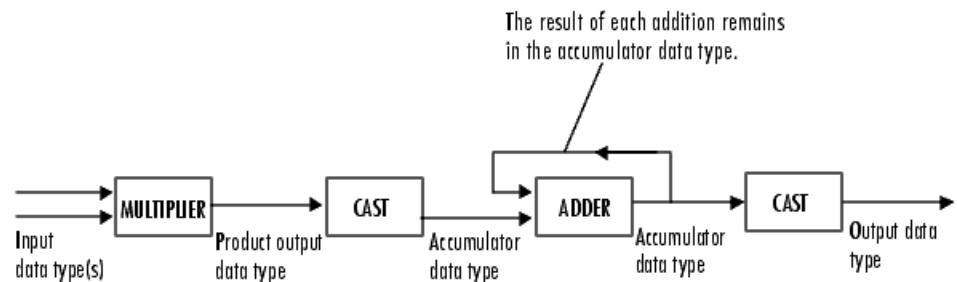 The result of each addition remains
in the accumulator data type.
MULTIPLIER
CAST
ADDER
CAST
Input
data type(s)
Product output
data type
Accumulator
data type
Accumulator
data type
Output data
type